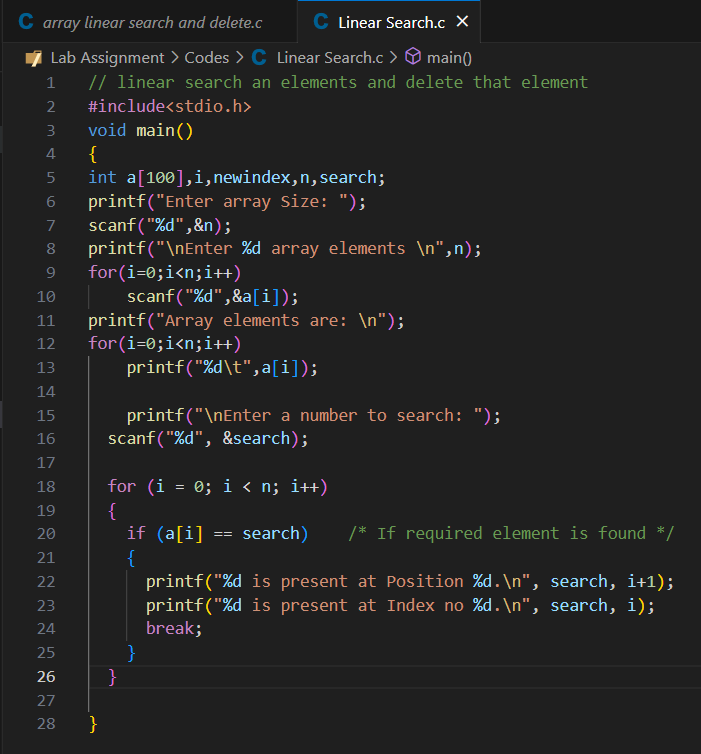 C array linear search and delete.c C Linear Search.c ×
Lab Assignment > Codes > C Linear Search.c > main()
1 // linear search an elements and delete that element
2 #include<stdio.h>
3 void main()
4 {
5 int a[100],i,newindex,n,search;
6 printf("Enter array Size: ");
7 scanf("%d",&n);
8 printf("\nEnter %d array elements \n",n);
9 for(i=0;i<n;i++)
10     scanf("%d",&a[i]);
11 printf("Array elements are: \n");
12 for(i=0;i<n;i++)
13     printf("%d\t",a[i]);
14
15     printf("\nEnter a number to search: ");
16   scanf("%d", &search);
17
18   for (i = 0; i < n; i++)
19   {
20     if (a[i] == search)    /* If required element is found */
21     {
22       printf("%d is present at Position %d.\n", search, i+1);
23       printf("%d is present at Index no %d.\n", search, i);
24       break;
25     }
26   }
27
28 }